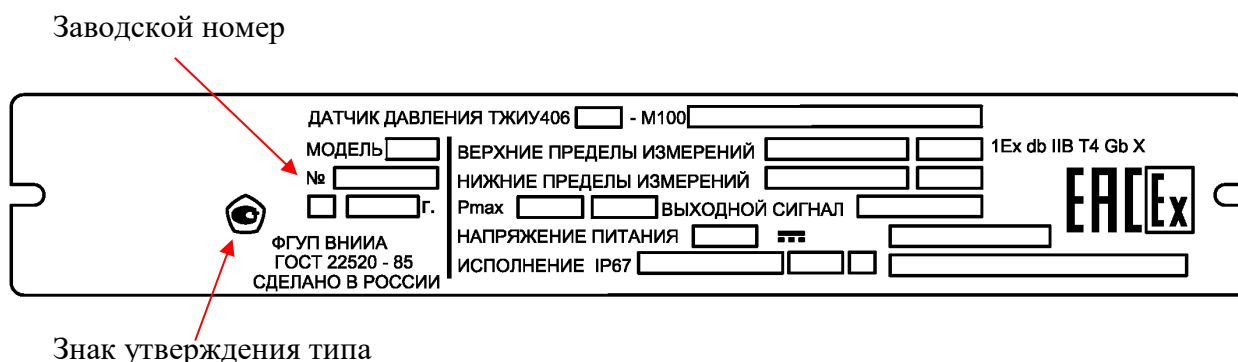 Заводской номер
ДАТЧИК ДАВЛЕНИЯ ТЖИУ406 - М100
МОДЕЛЬ
№
г.
ФГУП ВНИИА
ГОСТ 22520 - 85
СДЕЛАНО В РОССИИ
ВЕРХНИЕ ПРЕДЕЛЫ ИЗМЕРЕНИЙ
НИЖНИЕ ПРЕДЕЛЫ ИЗМЕРЕНИЙ
Pmax ВЫХОДНОЙ СИГНАЛ
НАПРЯЖЕНИЕ ПИТАНИЯ
ИСПОЛНЕНИЕ IP67
1Ex db IIB T4 Gb X
EAC Ex
Знак утверждения типа